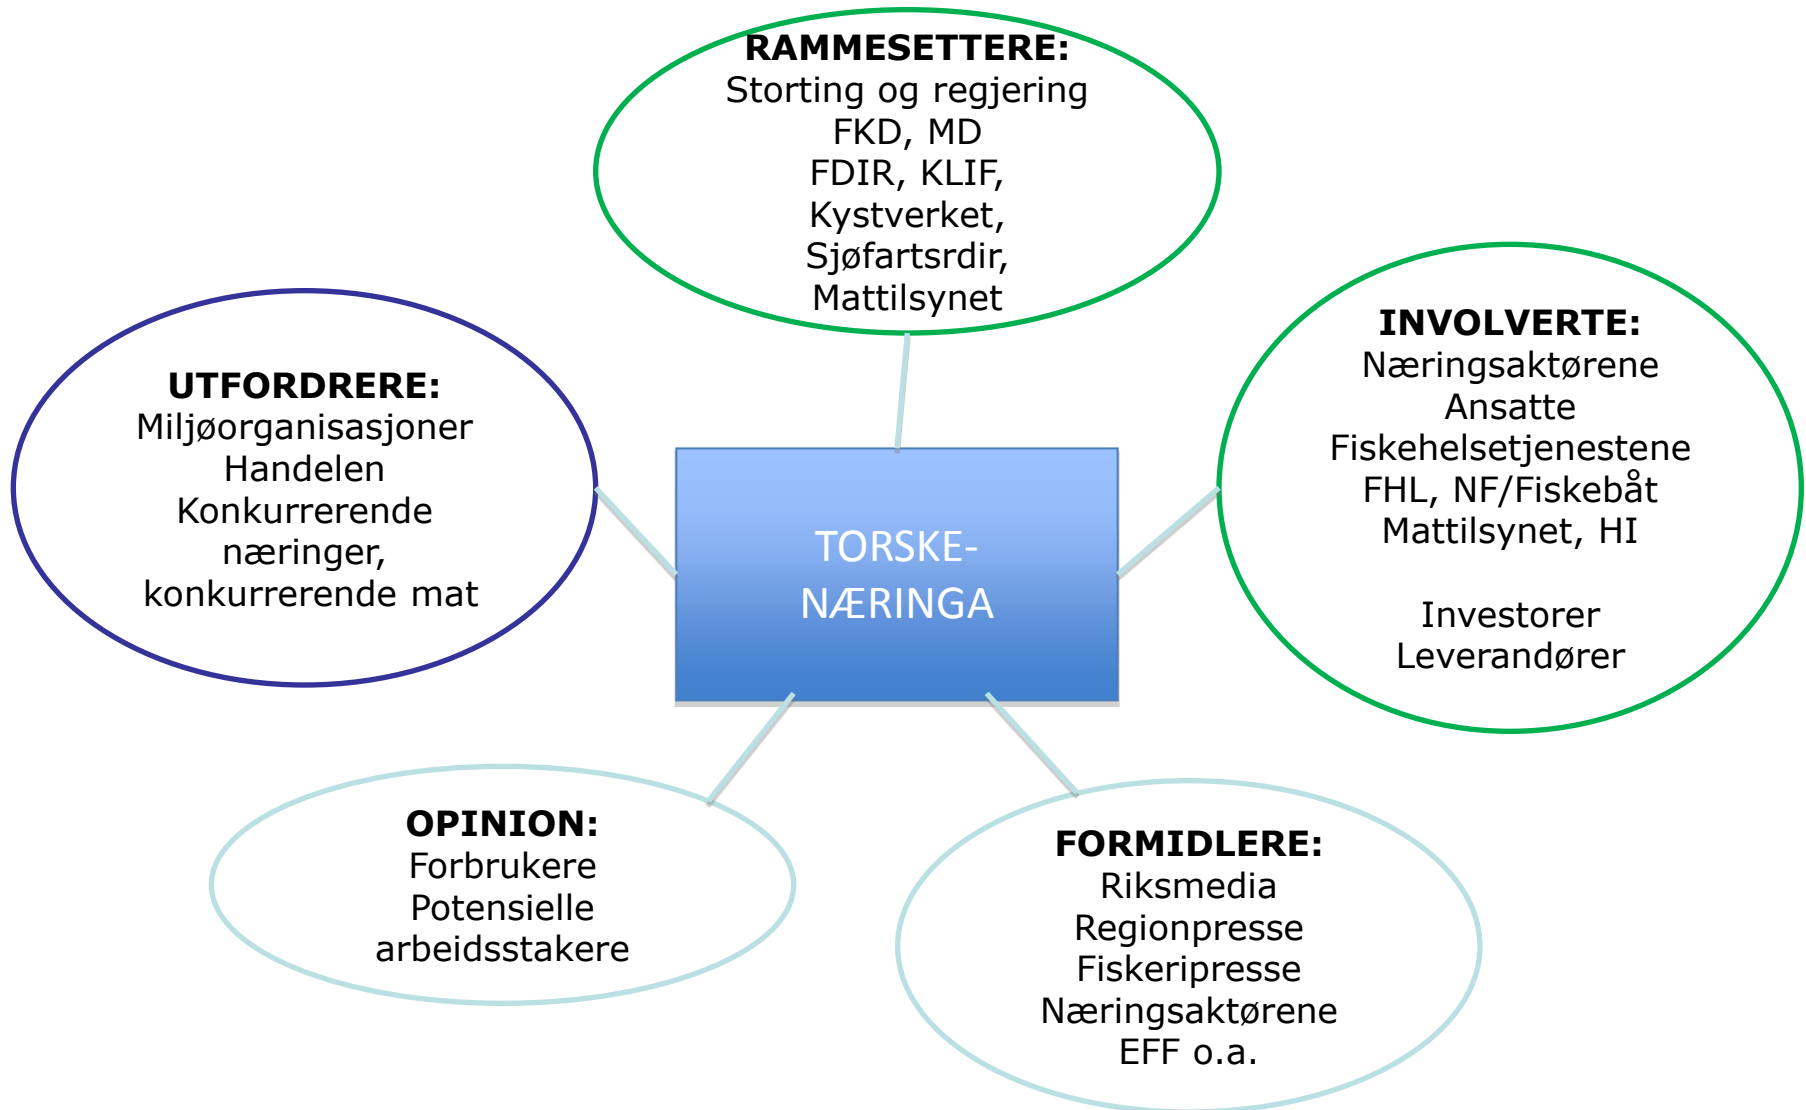 RAMMESETTERE:
Storting og regjering
FKD, MD
FDIR, KLIF,
Kystverket,
Sjøfartsrdir,
Mattilsynet
UTFORDRERE:
Miljøorganisasjoner
Handelen
Konkurrerende
næringer,
konkurrerende mat
TORSKE-
NÆRINGA
INVOLVERTE:
Næringsaktørene
Ansatte
Fiskehelsetjenestene
FHL, NF/Fiskebåt
Mattilsynet, HI
Investorer
Leverandører
OPINION:
Forbrukere
Potensielle
arbeidsstakere
FORMIDLERE:
Riksmedia
Regionpresse
Fiskeripresse
Næringsaktørene
EFF o.a.